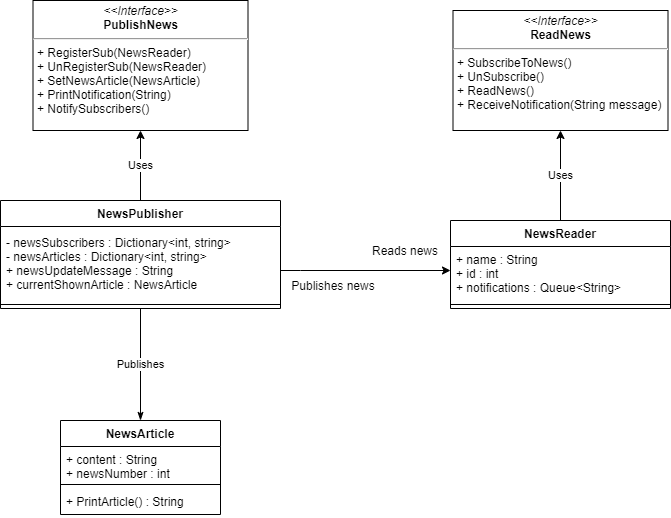 <<Interface>>
PublishNews
+ RegisterSub(NewsReader)
+ UnRegisterSub(NewsReader)
+ SetNewsArticle(NewsArticle)
+ PrintNotification(String)
+ NotifySubscribers()
<<Interface>>
ReadNews
+ SubscribeToNews()
+ UnSubscribe()
+ ReadNews()
+ ReceiveNotification(String message)
Uses
Uses
NewsPublisher
- newsSubscribers : Dictionary<int, string>
- newsArticles : Dictionary<int, string>
+ newsUpdateMessage : String
+ currentShownArticle : NewsArticle
Reads news
Publishes news
NewsReader
+ name : String
+ id : int
+ notifications : Queue<String>
Publishes
NewsArticle
+ content : String
+ newsNumber : int
+ PrintArticle() : String